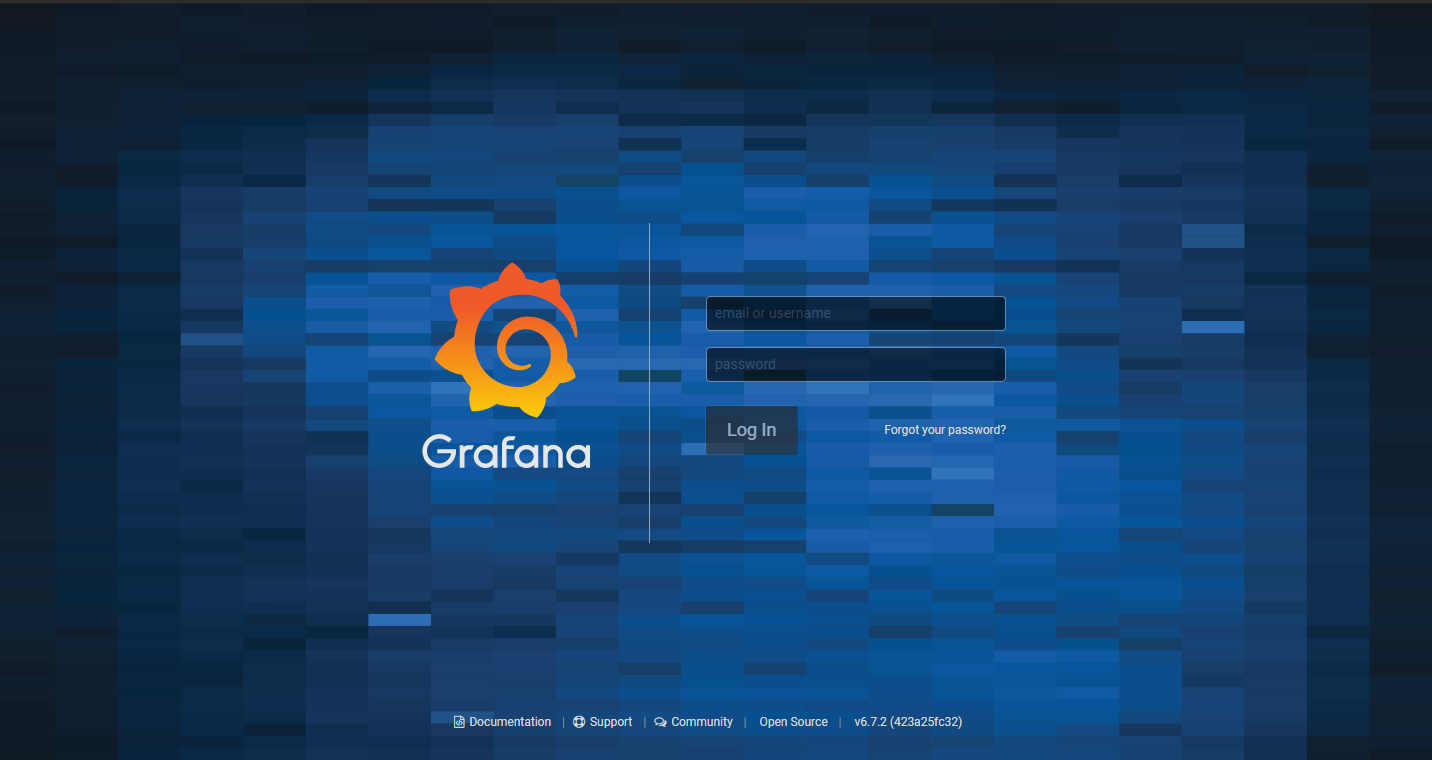 Grafana
email or username
password
Log In
Forgot your password?
Documentation | Support | Community | Open Source | v6.7.2 (423a25fc32)